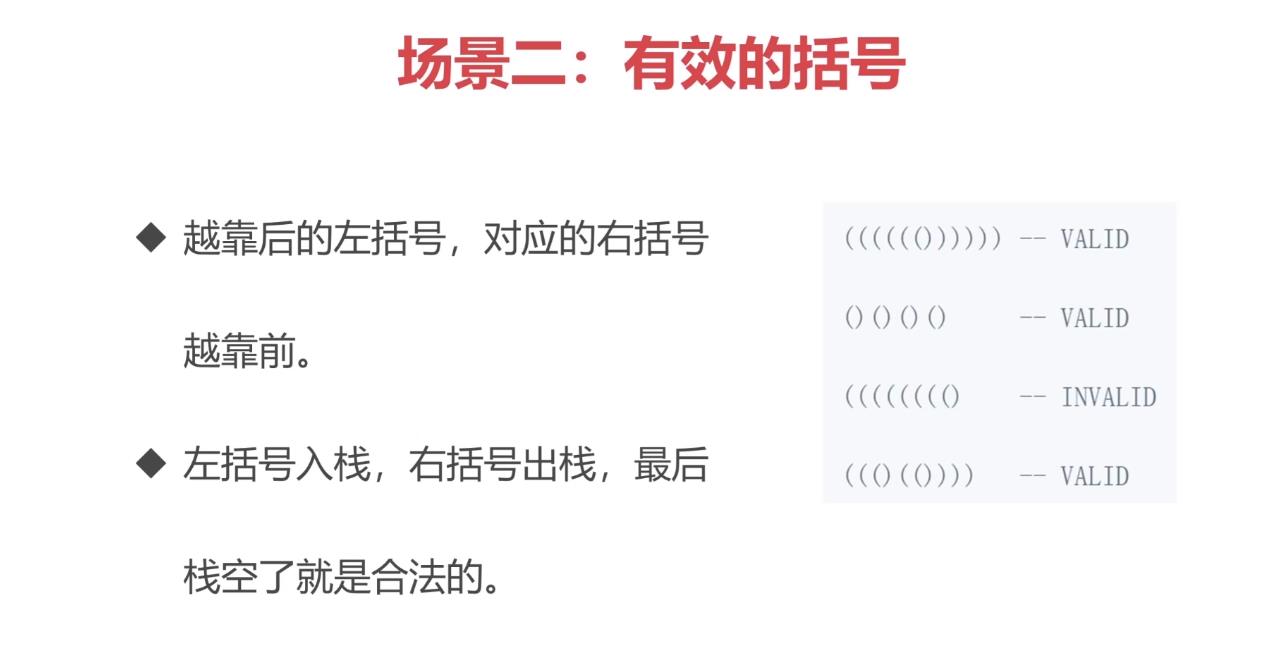 场景二：有效的括号
◆ 越靠后的左括号，对应的右括号
越靠前。
◆ 左括号入栈，右括号出栈，最后
栈空了就是合法的。
(((((()))))) -- VALID
()()()() -- VALID
(((((((() -- INVALID
((()(()))) -- VALID